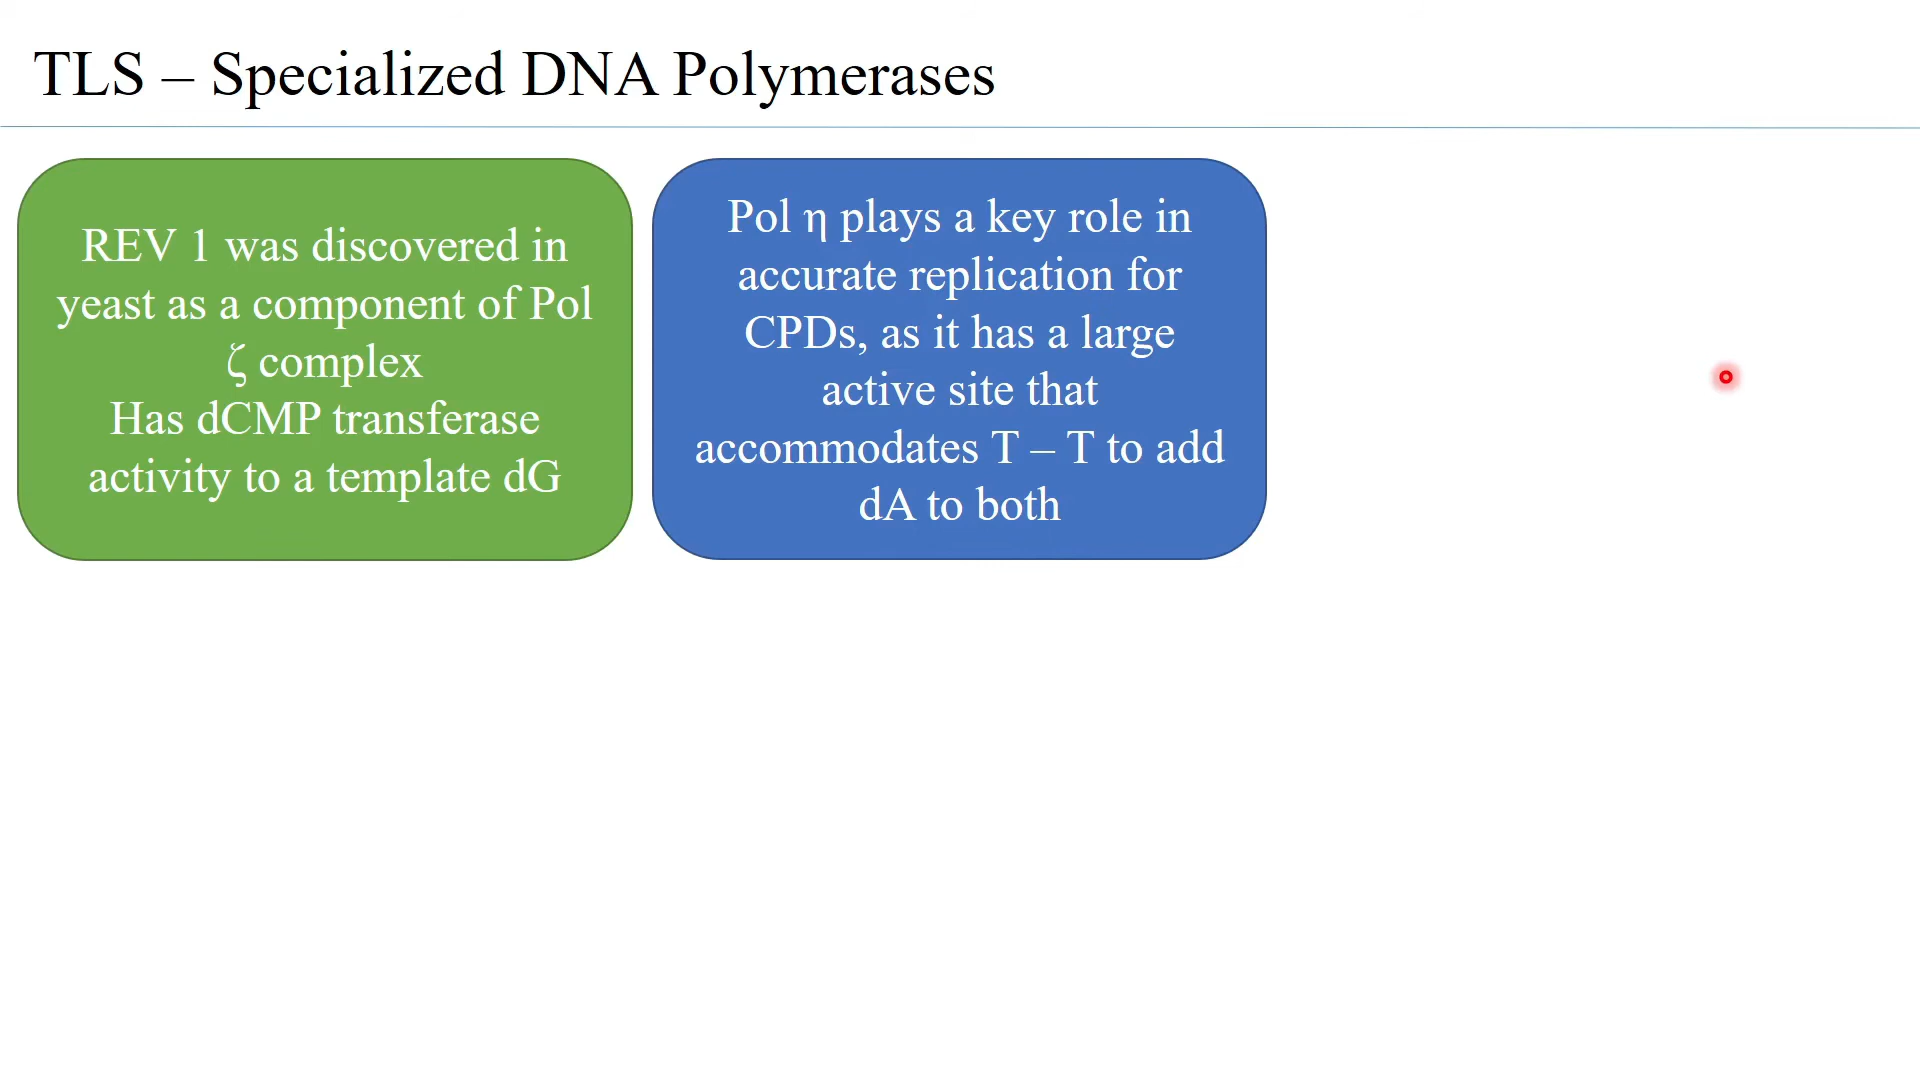 TLS – Specialized DNA Polymerases
REV 1 was discovered in
yeast as a component of Pol
ζ complex
Has dCMP transferase
activity to a template dG
Pol η plays a key role in
accurate replication for
CPDs, as it has a large
active site that
accommodates T – T to add
dA to both